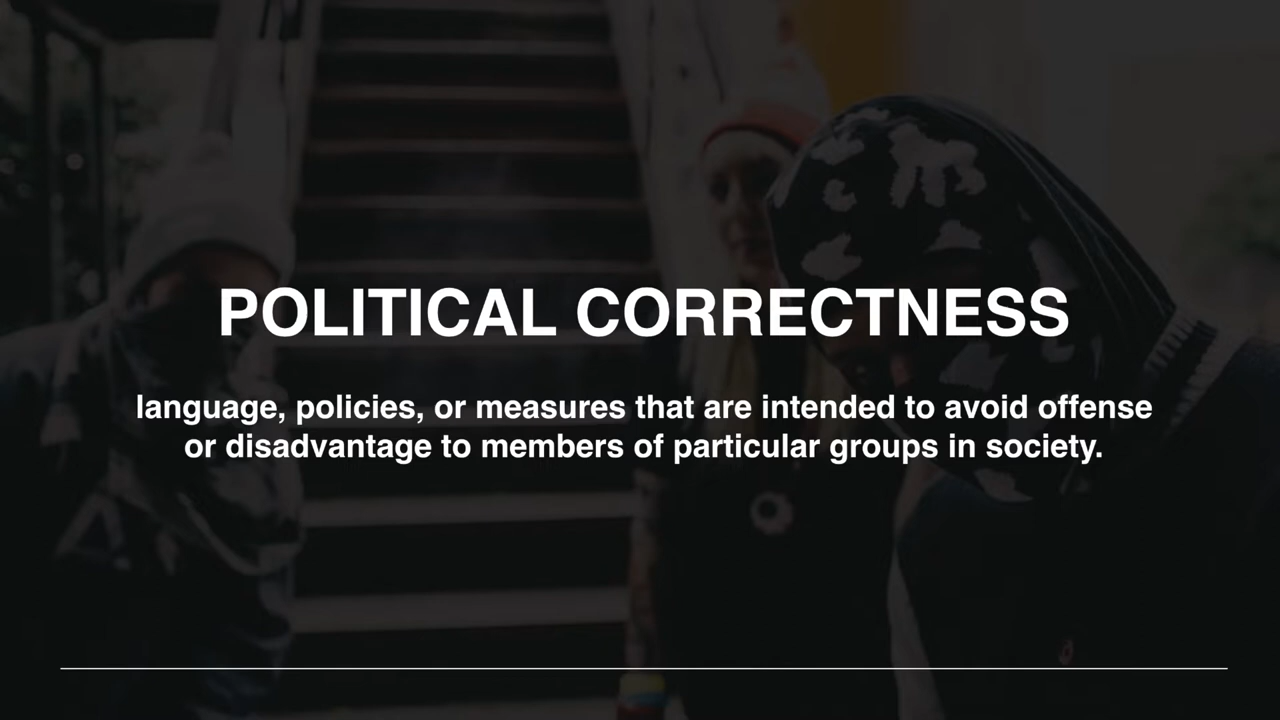 POLITICAL CORRECTNESS
language, policies, or measures that are intended to avoid offense
or disadvantage to members of particular groups in society.